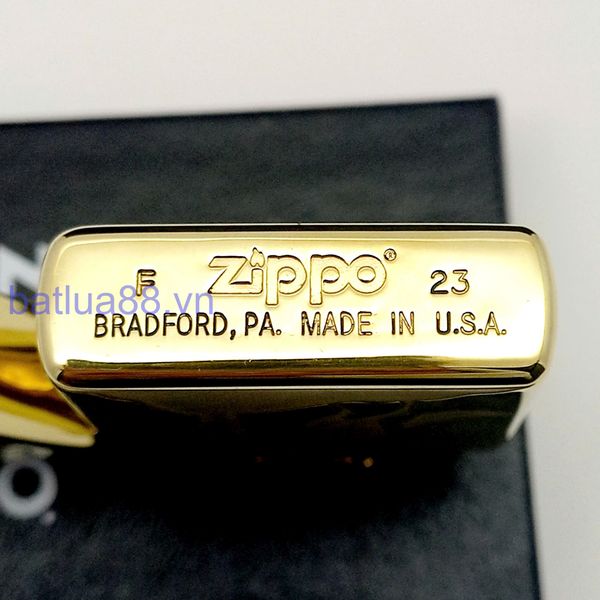 F zippo® 23
batlua88.vn
BRADFORD, PA. MADE IN U.S.A.